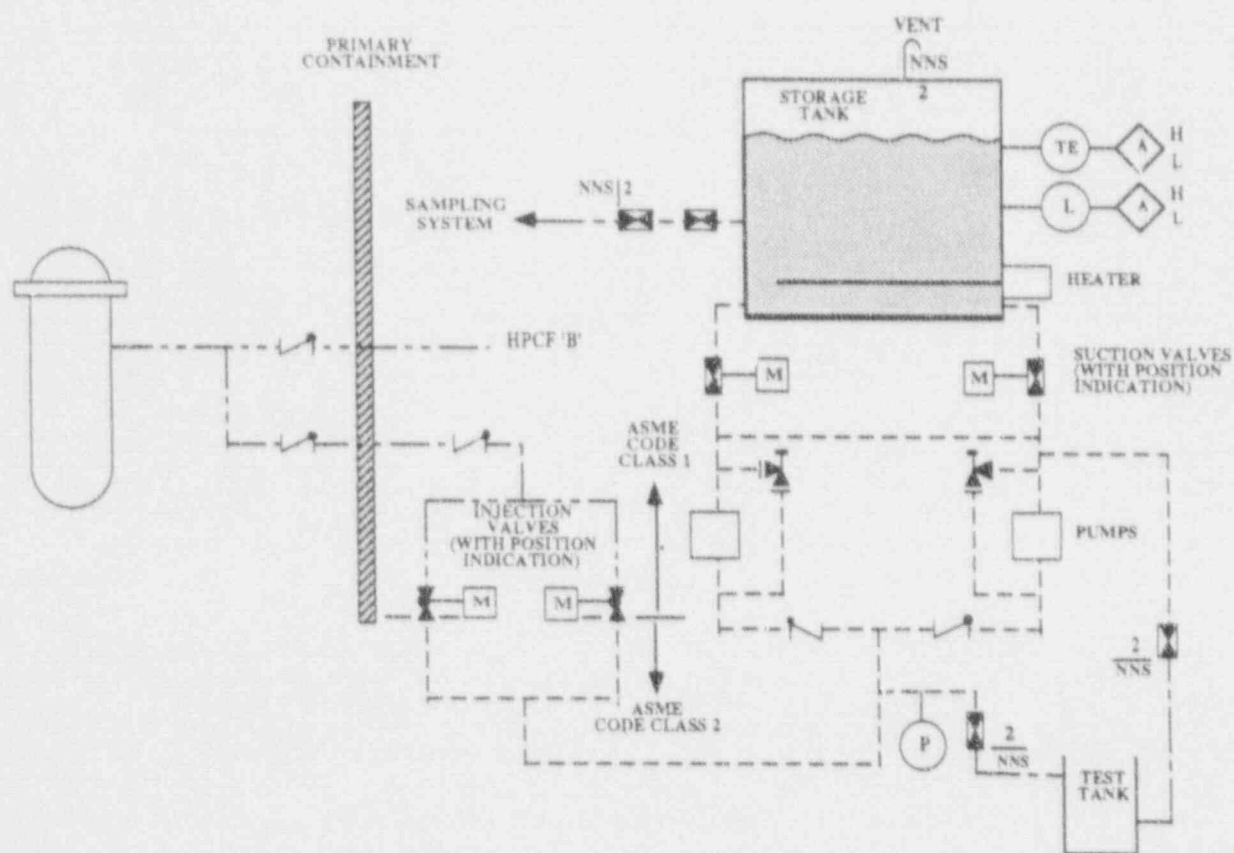 VENT
NNS
2
PRIMARY
CONTAINMENT
STORAGE
TANK
TE
A
H
L
NNS 2
L
A
H
L
SAMPLING
SYSTEM
HEATER
HPCF 'B'
M
M
SUCTION VALVES
(WITH POSITION
INDICATION)
ASME
CODE
CLASS 1
INJECTION
VALVES
(WITH POSITION
INDICATION)
PUMPS
M
M
2
NNS
ASME
CODE CLASS 2
P
2
NNS
TEST
TANK